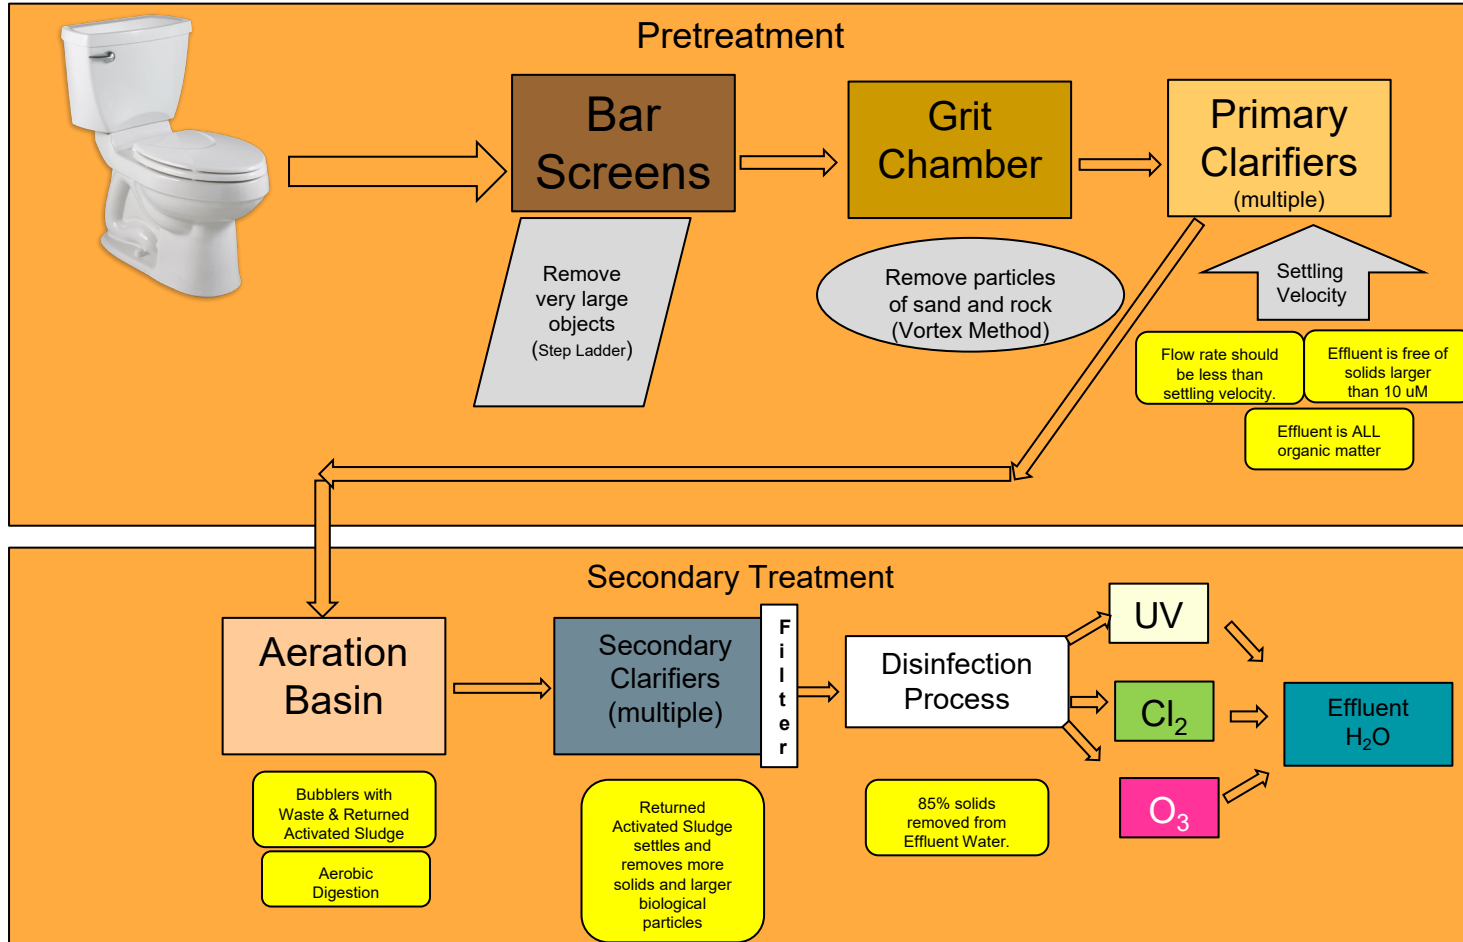 Pretreatment
Bar
Screens
Grit
Chamber
Primary
Clarifiers
(multiple)
Remove
very large
objects
(Step Ladder)
Remove particles
of sand and rock
(Vortex Method)
Settling
Velocity
Flow rate should
be less than
settling velocity.
Effluent is free of
solids larger
than 10 uM
Effluent is ALL
organic matter
Secondary Treatment
Aeration
Basin
Secondary
Clarifiers
(multiple)
F
i
l
t
e
r
Disinfection
Process
UV
Cl₂
O₃
Effluent
H₂O
Bubblers with
Waste & Returned
Activated Sludge
Aerobic
Digestion
Returned
Activated Sludge
settles and
removes more
solids and larger
biological
particles
85% solids
removed from
Effluent Water.